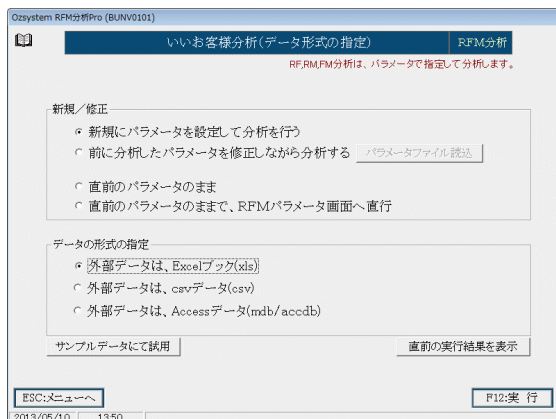 Ozsystem RFM分析Pro (BUNV0101)
いいお客様分析(データ形式の指定)
RFM分析
RF,RM,FM分析は、パラメータで指定して分析します。
新規／修正
新規にパラメータを設定して分析を行う
前に分析したパラメータを修正しながら分析する パラメータファイル読込
直前のパラメータのまま
直前のパラメータのままで、RFMパラメータ画面へ直行
データの形式の指定
外部データは、Excelブック(xls)
外部データは、csvデータ(csv)
外部データは、Accessデータ(mdb/accdb)
サンプルデータにて試用
直前の実行結果を表示
ESC:メニューへ
F12:実 行
2013/05/10 13:50